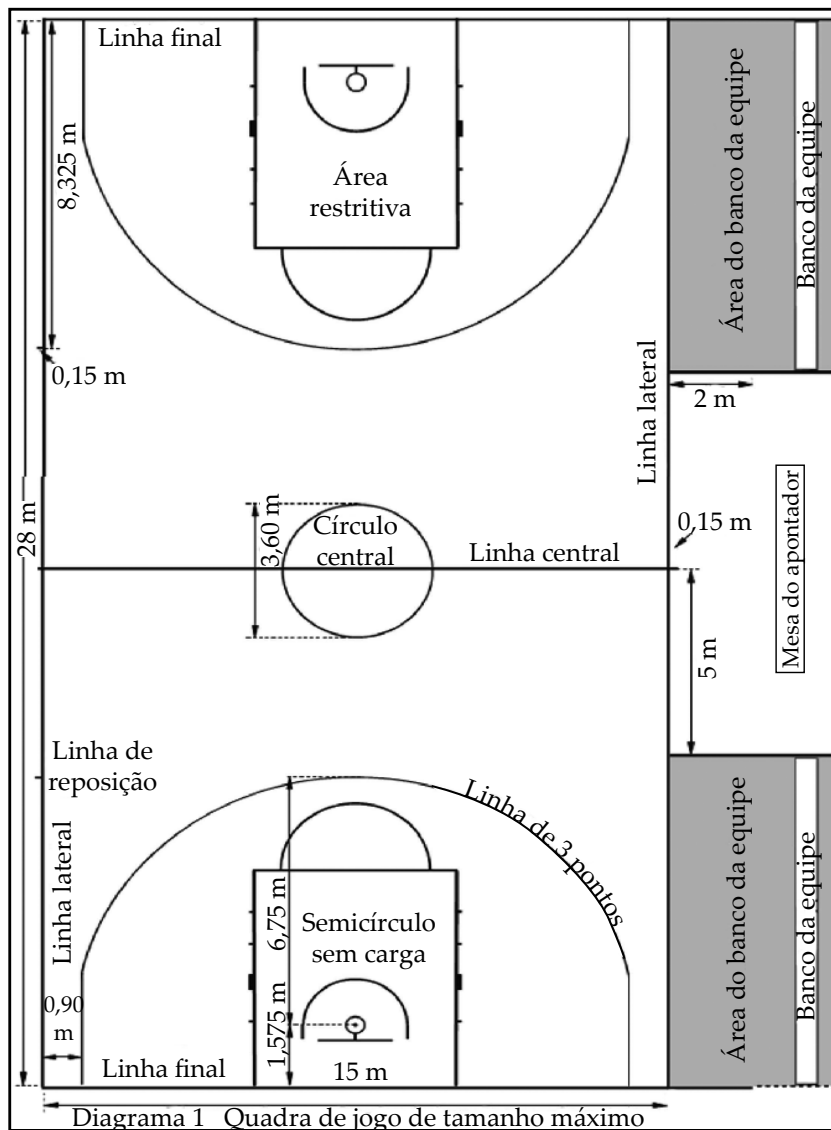 Linha final
Área do banco da equipe
Banco da equipe
8,325 m
Área
restritiva
0,15 m
2 m
Linha lateral
28 m
3,60 m
Círculo
central
Linha central
0,15 m
Mesa do apontador
5 m
Linha de
reposição
Linha de 3 pontos
Linha lateral
6,75 m
Semicírculo
sem carga
Área do banco da equipe
Banco da equipe
0,90
m
1,575 m
Linha final
15 m
Diagrama 1 Quadra de jogo de tamanho máximo